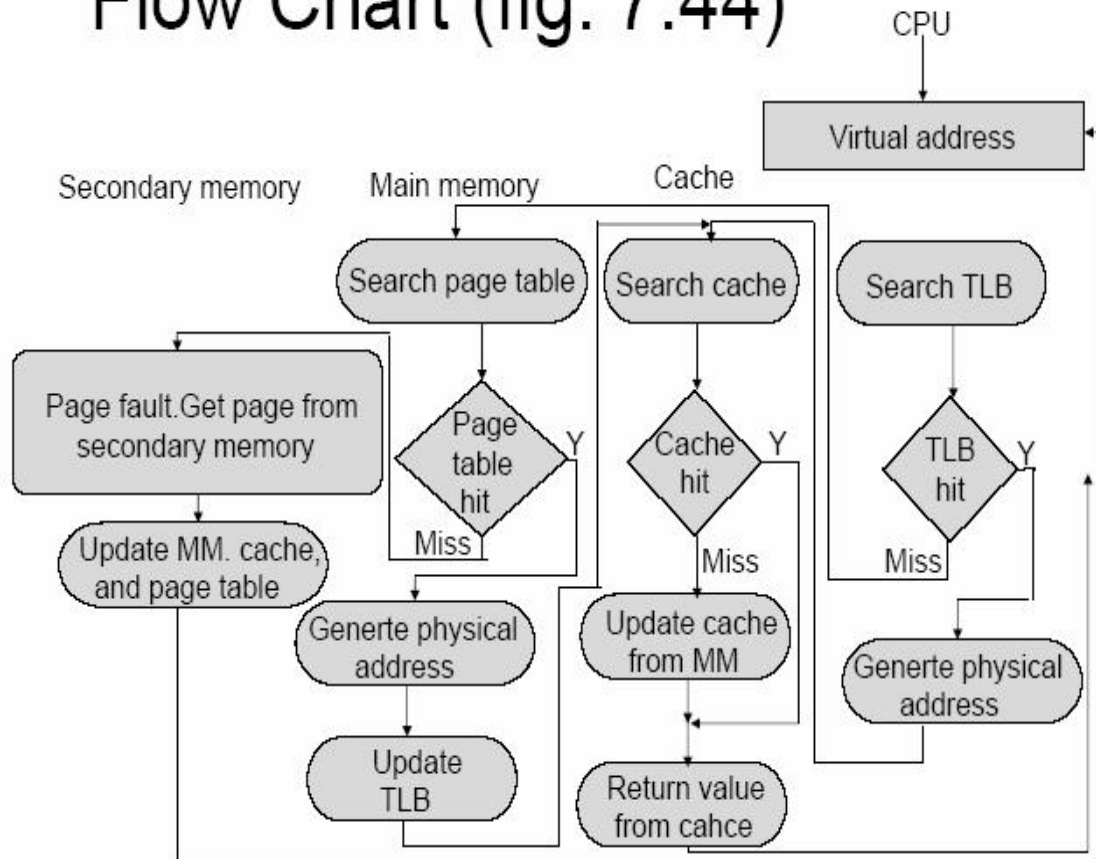 Flow Chart (fig. 7.44)
CPU
Virtual address
Secondary memory
Main memory
Cache
Search page table
Search cache
Search TLB
Page fault.Get page from
secondary memory
Page
table
hit
Y
Miss
Cache
hit
Y
Miss
TLB
hit
Y
Miss
Update MM. cache,
and page table
Generte physical
address
Update cache
from MM
Generte physical
address
Update
TLB
Return value
from cahce